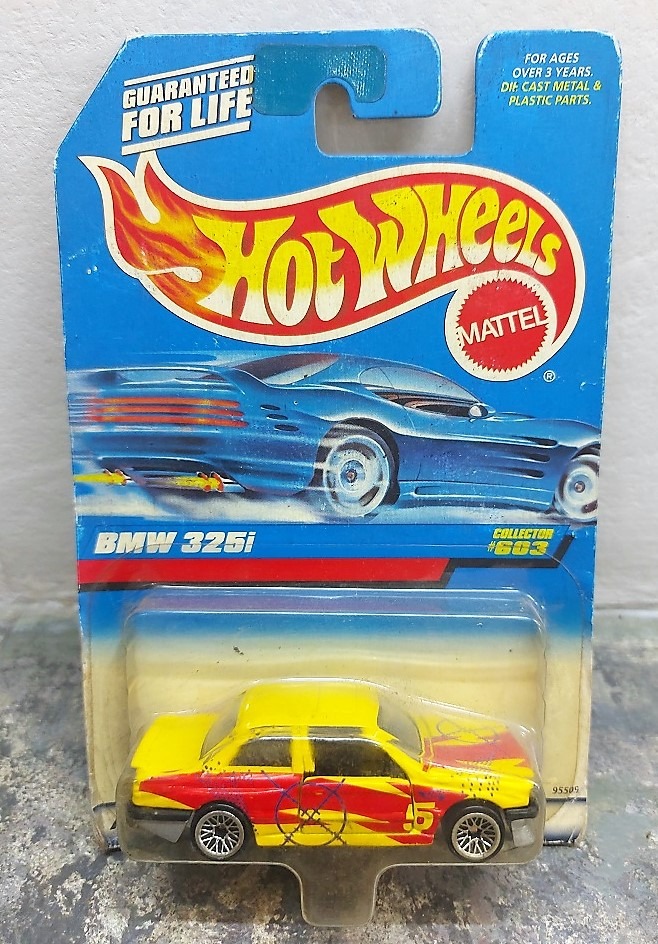 GUARANTEED
FOR LIFE
FOR AGES
OVER 3 YEARS.
DIE CAST METAL &
PLASTIC PARTS.
HOT WHEELS
MATTEL
®
BMW 325i
COLLECTOR
#603
95509
5